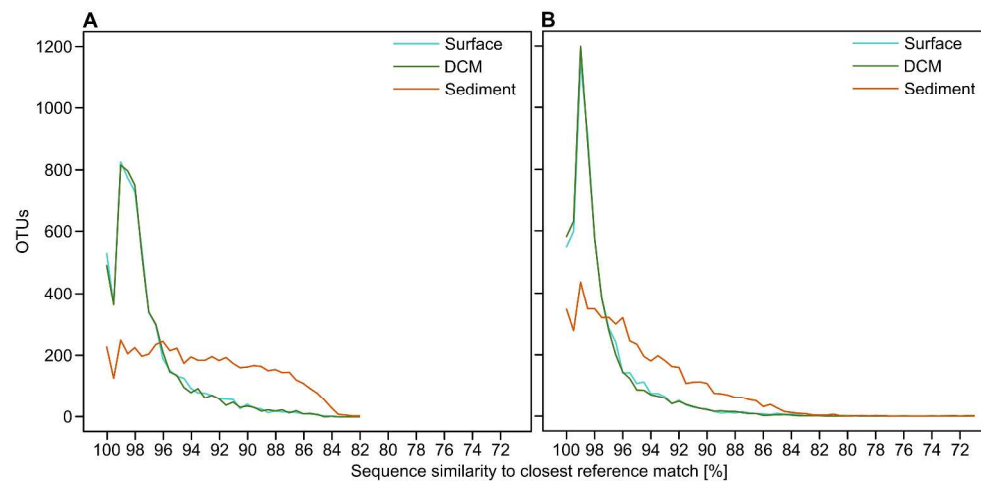 A
B
Surface
DCM
Sediment
Surface
DCM
Sediment
OTUs
1200
1000
800
600
400
200
0
100 98 96 94 92 90 88 86 84 82 80 78 76 74 72
100 98 96 94 92 90 88 86 84 82 80 78 76 74 72
Sequence similarity to closest reference match [%]